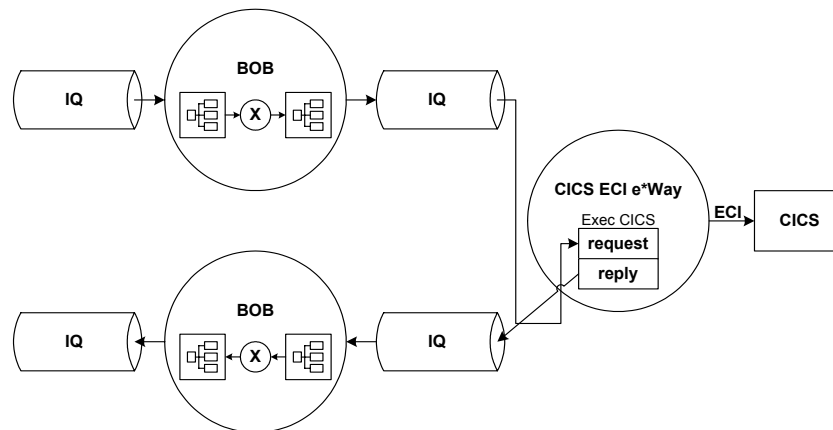 BOB
IQ
X
IQ
CICS ECI e*Way
Exec CICS
request
reply
ECI
CICS
BOB
IQ
X
IQ